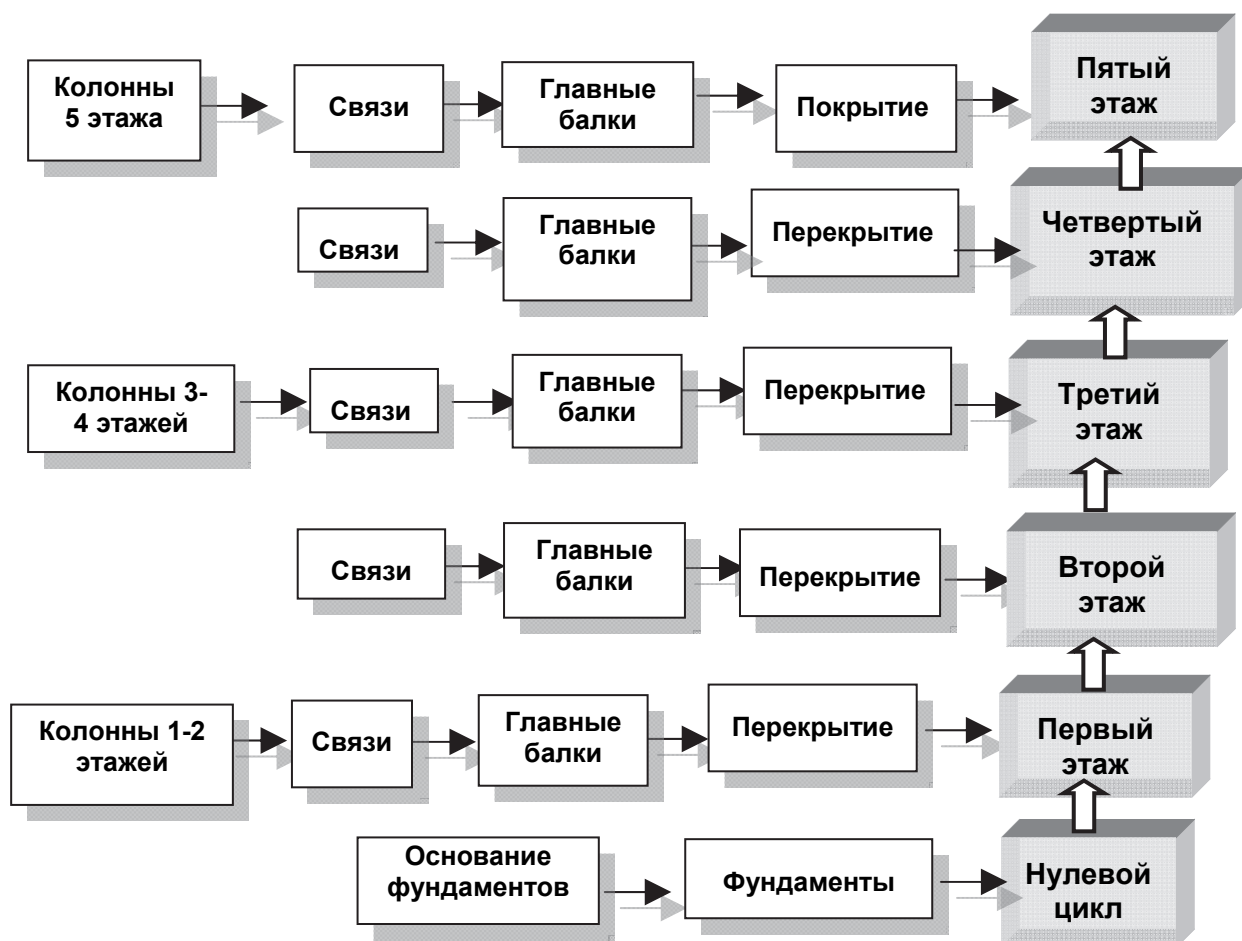 Колонны
5 этажа
Связи
Главные
балки
Покрытие
Пятый
этаж
Связи
Главные
балки
Перекрытие
Четвертый
этаж
Колонны 3-
4 этажей
Связи
Главные
балки
Перекрытие
Третий
этаж
Связи
Главные
балки
Перекрытие
Второй
этаж
Колонны 1-2
этажей
Связи
Главные
балки
Перекрытие
Первый
этаж
Основание
фундаментов
Фундаменты
Нулевой
цикл